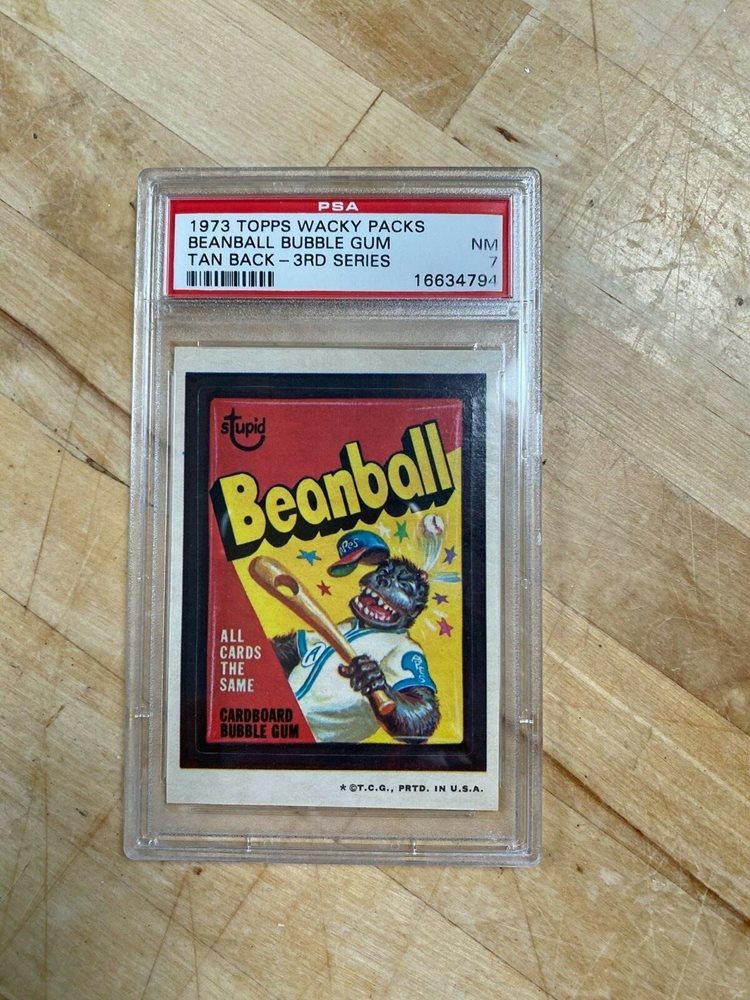 PSA
1973 TOPPS WACKY PACKS
BEANBALL BUBBLE GUM NM
TAN BACK – 3RD SERIES 7
16634794
stupid
Beanball
APES
A
ALL
CARDS
THE
SAME
CARDBOARD
BUBBLE GUM
* ©T.C.G., PRTD. IN U.S.A.